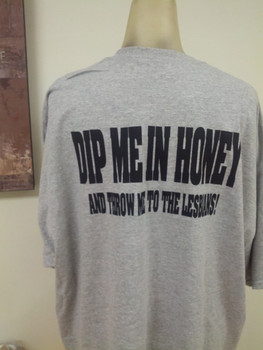 DIP ME IN HONEY
AND THROW ME TO THE LESBIANS!